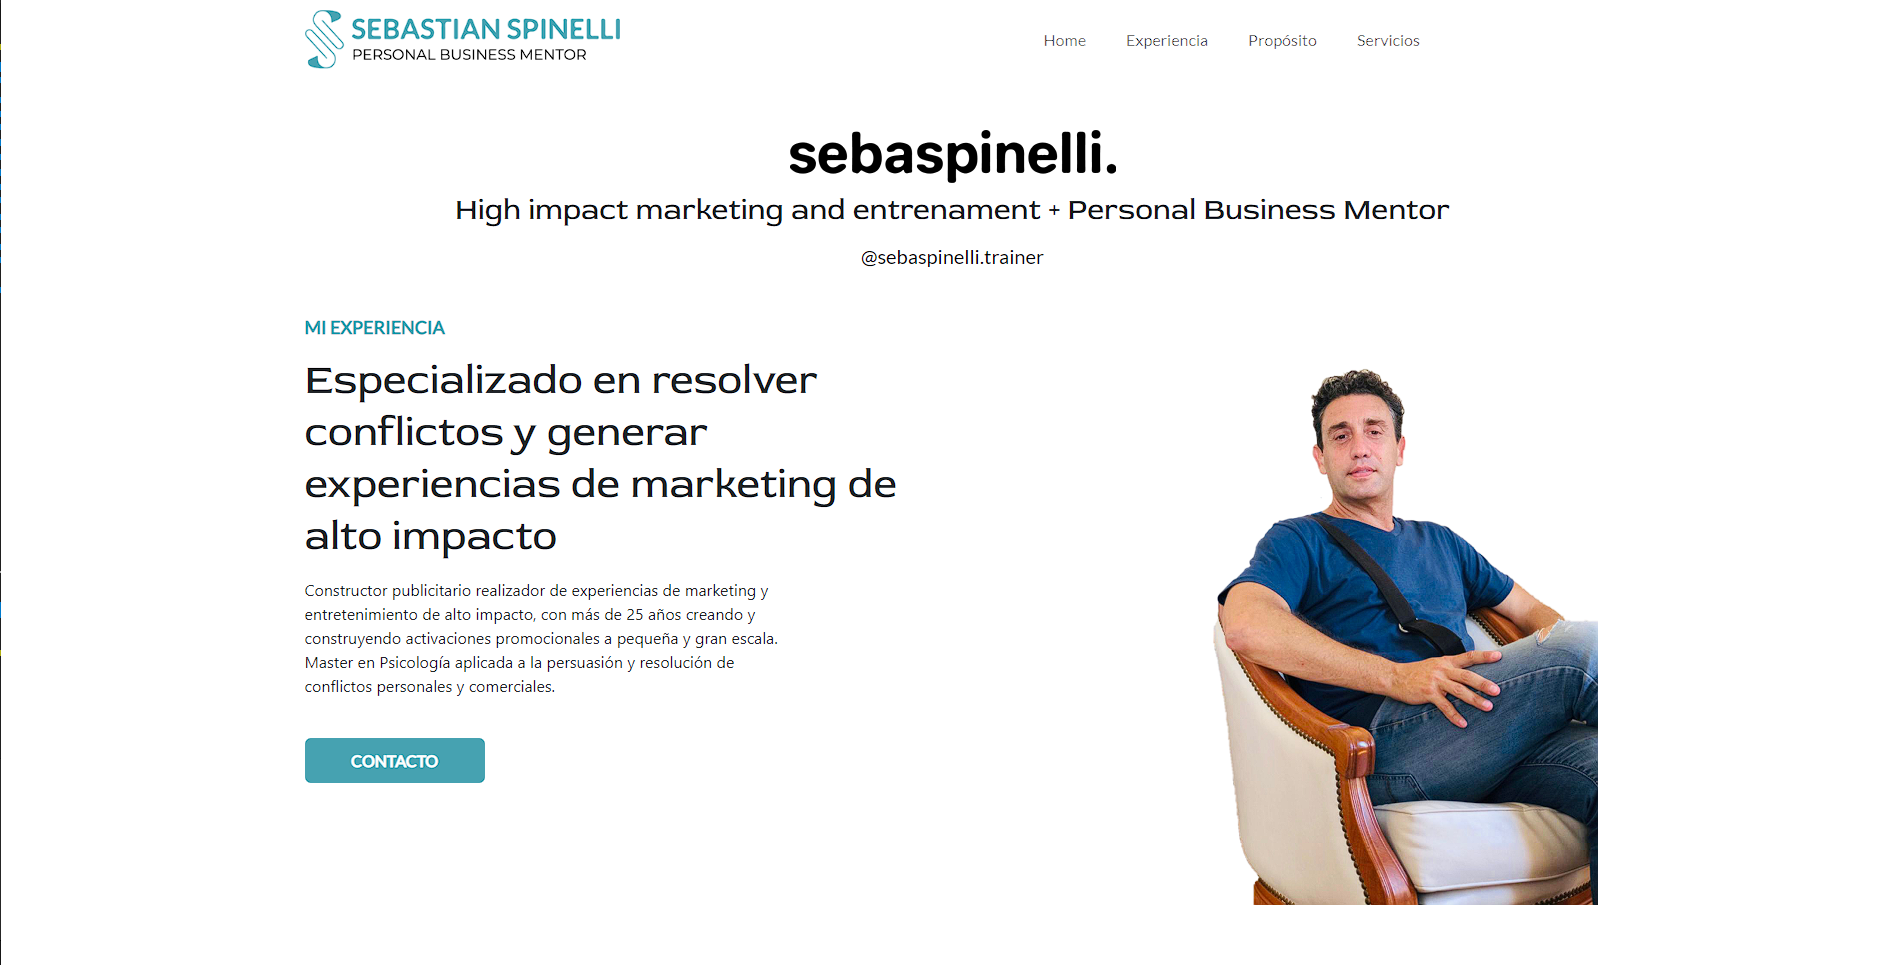 SEBASTIAN SPINELLI
PERSONAL BUSINESS MENTOR
Home Experiencia Propósito Servicios
sebaspinelli.
High impact marketing and entrenament + Personal Business Mentor
@sebaspinelli.trainer
MI EXPERIENCIA
Especializado en resolver
conflictos y generar
experiencias de marketing de
alto impacto
Constructor publicitario realizador de experiencias de marketing y
entretenimiento de alto impacto, con más de 25 años creando y
construyendo activaciones promocionales a pequeña y gran escala.
Master en Psicología aplicada a la persuasión y resolución de
conflictos personales y comerciales.
CONTACTO